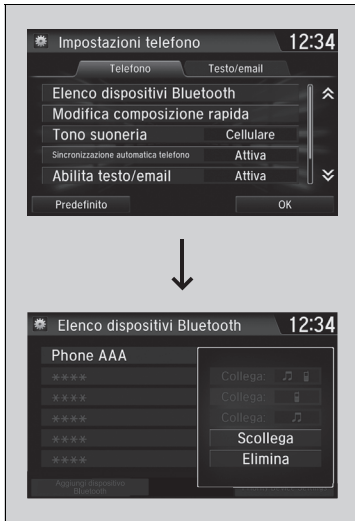 Impostazioni telefono 12:34
Telefono Testo/email
Elenco dispositivi Bluetooth
Modifica composizione rapida
Tono suoneria Cellulare
Sincronizzazione automatica telefono Attiva
Abilita testo/email Attiva
Predefinito OK
Elenco dispositivi Bluetooth 12:34
Phone AAA
**** Collega:
**** Collega:
**** Collega:
**** Scollega
**** Elimina
Aggiungi dispositivo
Bluetooth